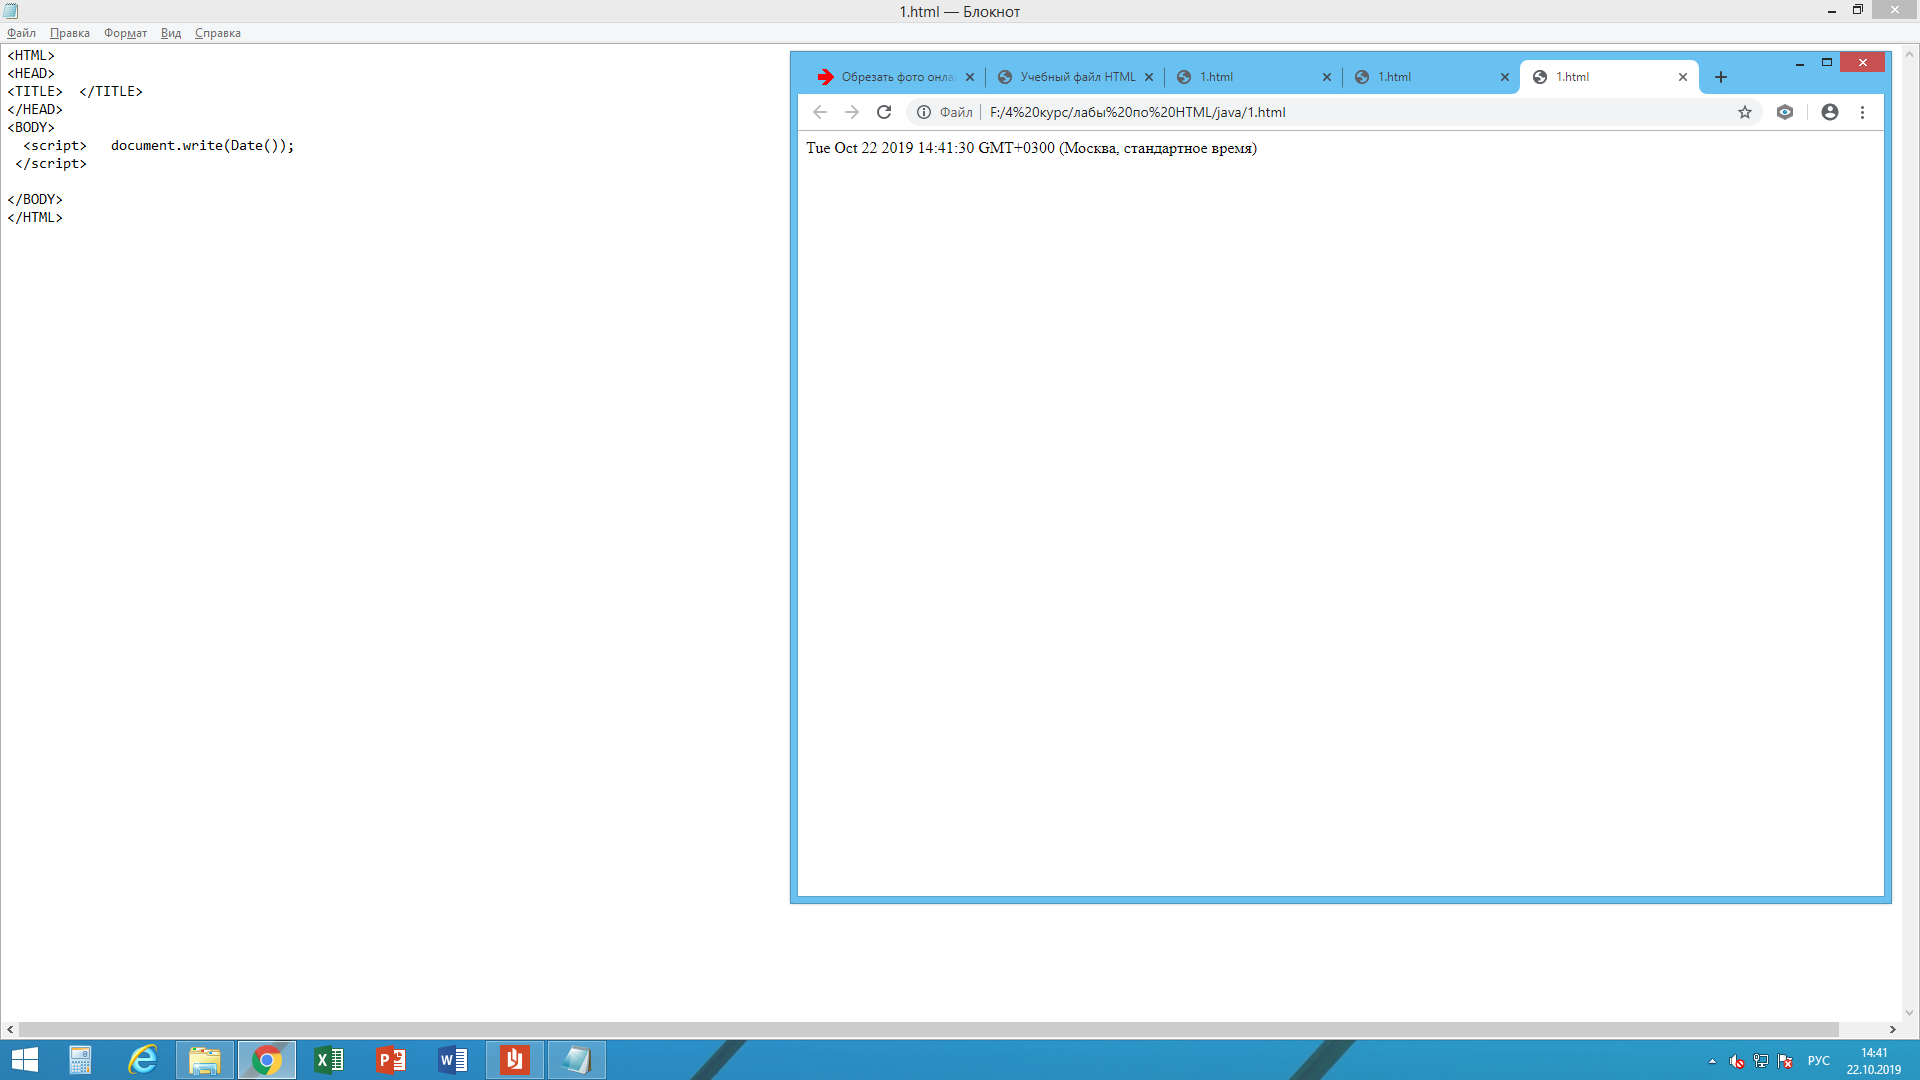 1.html — Блокнот
Файл Правка Формат Вид Справка
<HTML>
<HEAD>
<TITLE>  </TITLE>
</HEAD>
<BODY>
  <script>   document.write(Date());
 </script>
</BODY>
</HTML>
Обрезать фото онла
Учебный файл HTML
1.html
1.html
1.html
Файл F:/4%20курс/лабы%20по%20HTML/java/1.html
Tue Oct 22 2019 14:41:30 GMT+0300 (Москва, стандартное время)
РУС
14:41
22.10.2019